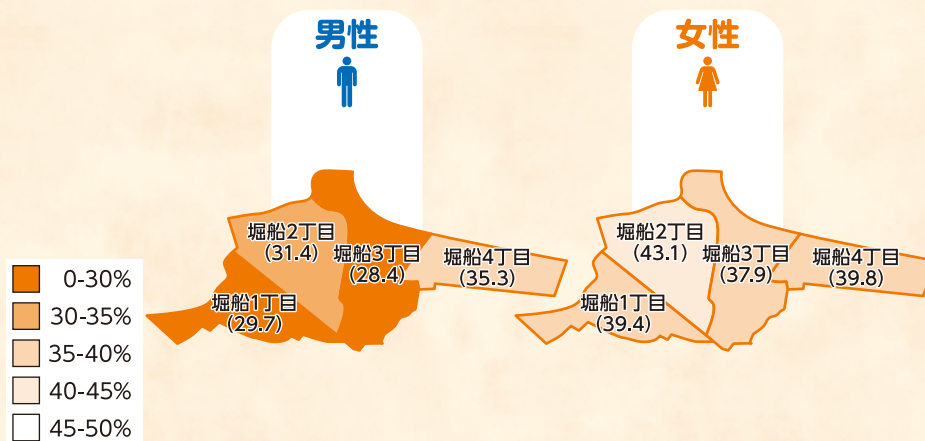 男性
女性
堀船2丁目
(31.4)
堀船3丁目
(28.4)
堀船4丁目
(35.3)
堀船1丁目
(29.7)
堀船2丁目
(43.1)
堀船3丁目
(37.9)
堀船4丁目
(39.8)
堀船1丁目
(39.4)
0-30%
30-35%
35-40%
40-45%
45-50%